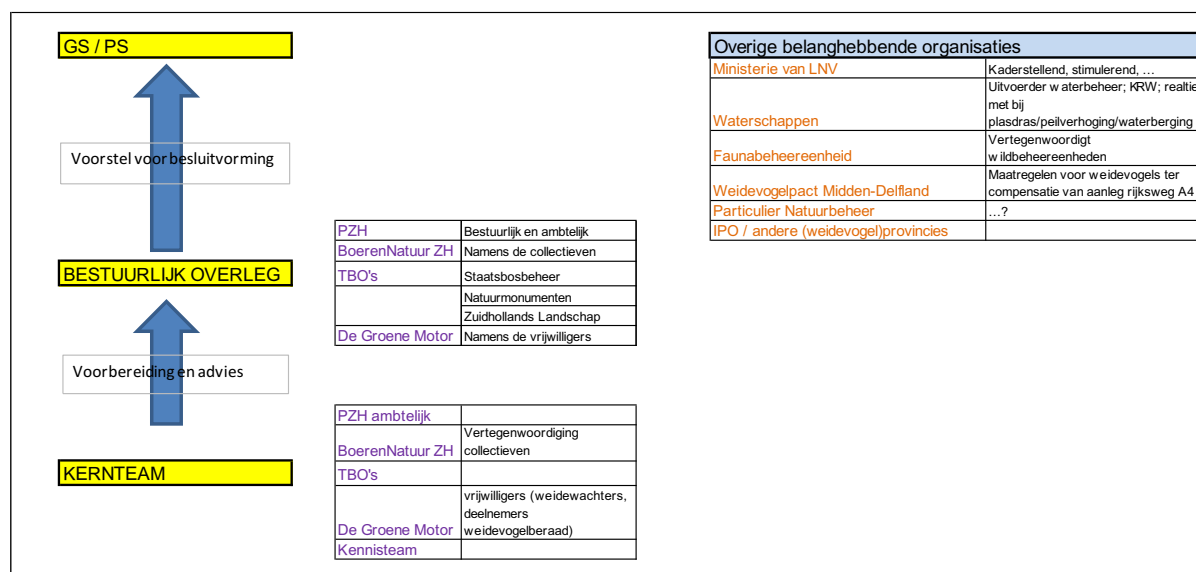 GS / PS
Voorstel voor besluitvorming
BESTUURLIJK OVERLEG
Voorbereiding en advies
KERNTEAM
PZH Bestuurlijk en ambtelijk
BoerenNatuur ZH Namens de collectieven
TBO's Staatsbosbeheer
Natuurmonumenten
Zuidhollands Landschap
De Groene Motor Namens de vrijwilligers
PZH ambtelijk
Vertegenwoordiging
BoerenNatuur ZH collectieven
TBO's
vrijwilligers (weidewachters,
deelnemers
De Groene Motor weidevogelberaad)
Kennisteam
Overige belanghebbende organisaties
Ministerie van LNV Kaderstellend, stimulerend, ...
Uitvoerder waterbeheer; KRW; realtie
met bij
Waterschappen plasdras/peilverhoging/waterberging
Vertegenwoordigt
Faunabeheereenheid wildbeheereenheden
Maatregelen voor weidevogels ter
Weidevogelpact Midden-Delfland compensatie van aanleg rijksweg A4
Particulier Natuurbeheer ...?
IPO / andere (weidevogel)provincies